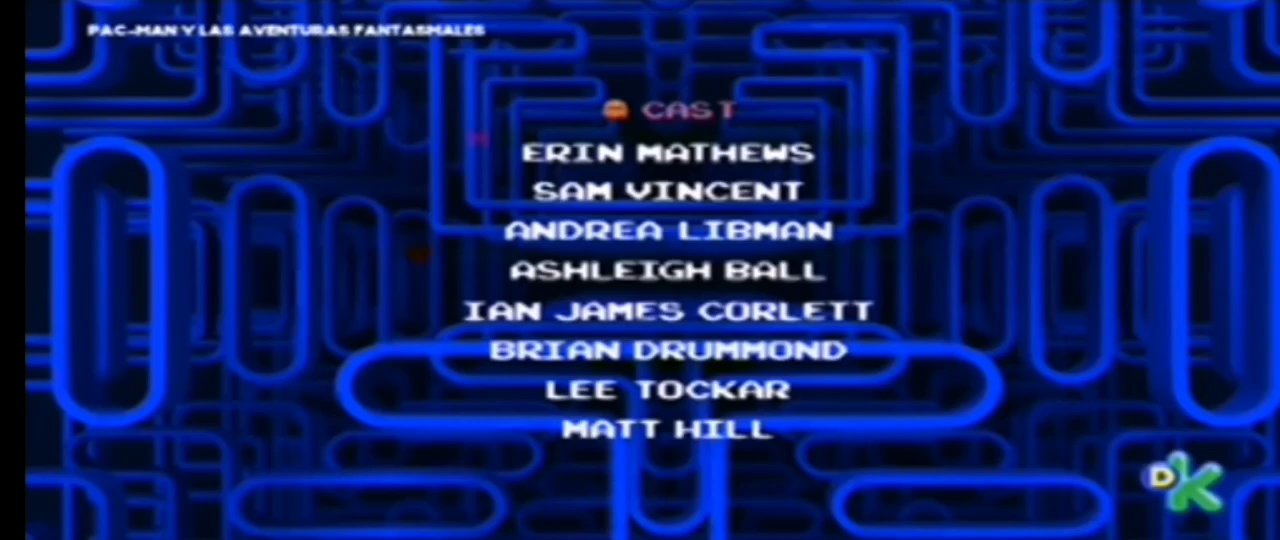 PAC-MAN Y LAS AVENTURAS FANTASMALES
CAST
ERIN MATHEWS
SAM VINCENT
ANDREA LIBMAN
ASHLEIGH BALL
IAN JAMES CORLETT
BRIAN DRUMMOND
LEE TOCKAR
MATT HILL
DK